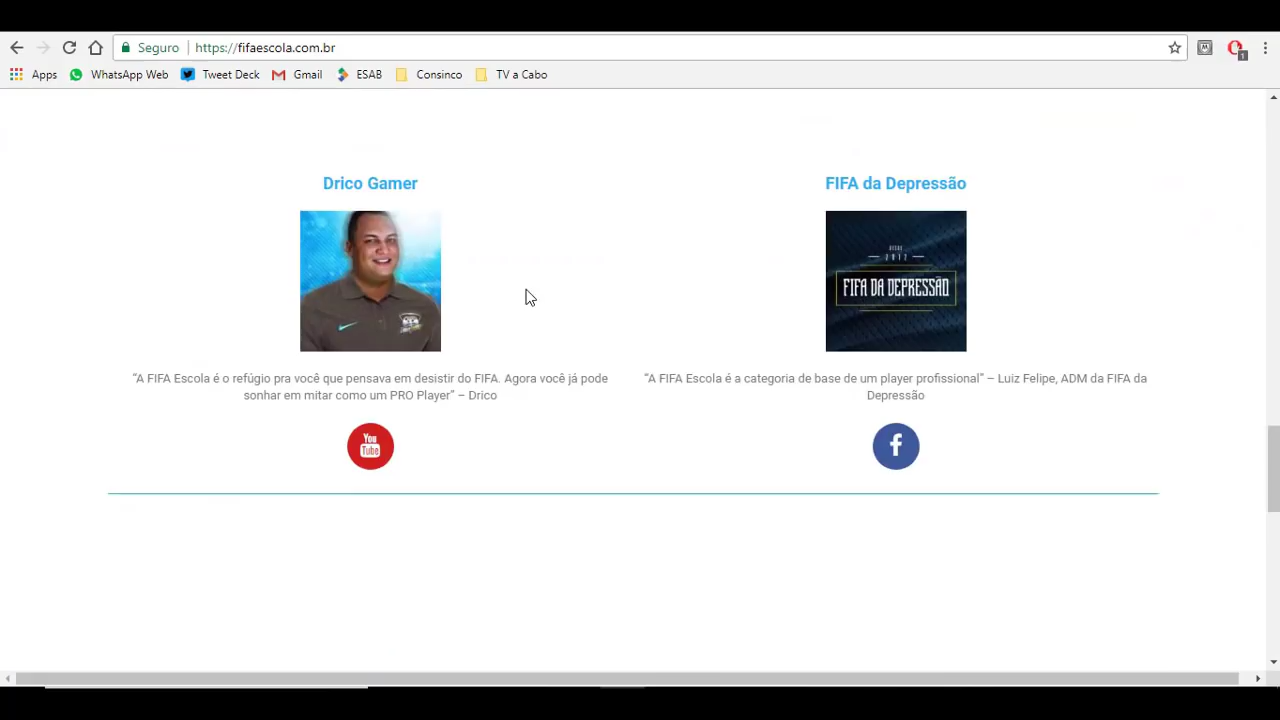 Seguro https://fifaescola.com.br
1
Apps WhatsApp Web Tweet Deck Gmail ESAB Consinco TV a Cabo
Drico Gamer
FIFA da Depressão
2012
FIFA DA DEPRESSÃO
“A FIFA Escola é o refúgio pra você que pensava em desistir do FIFA. Agora você já pode
sonhar em mitar como um PRO Player” – Drico
“A FIFA Escola é a categoria de base de um player profissional” – Luiz Felipe, ADM da FIFA da
Depressão
You
Tube
f